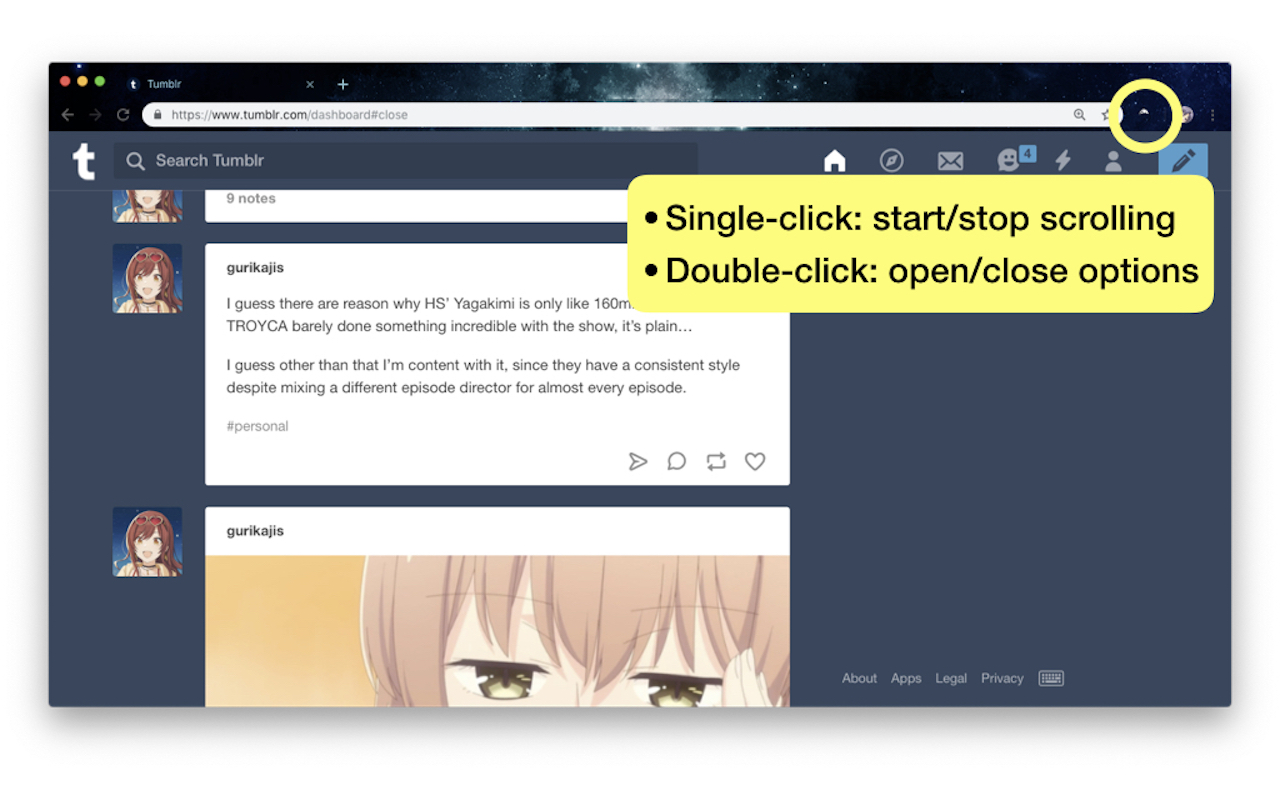 Tumblr
https://www.tumblr.com/dashboard#close
t
Search Tumblr
4
• Single-click: start/stop scrolling
• Double-click: open/close options
9 notes
gurikajis
I guess there are reason why HS’ Yagakimi is only like 160m
TROYCA barely done something incredible with the show, it’s plain…
I guess other than that I’m content with it, since they have a consistent style
despite mixing a different episode director for almost every episode.
#personal
gurikajis
About Apps Legal Privacy